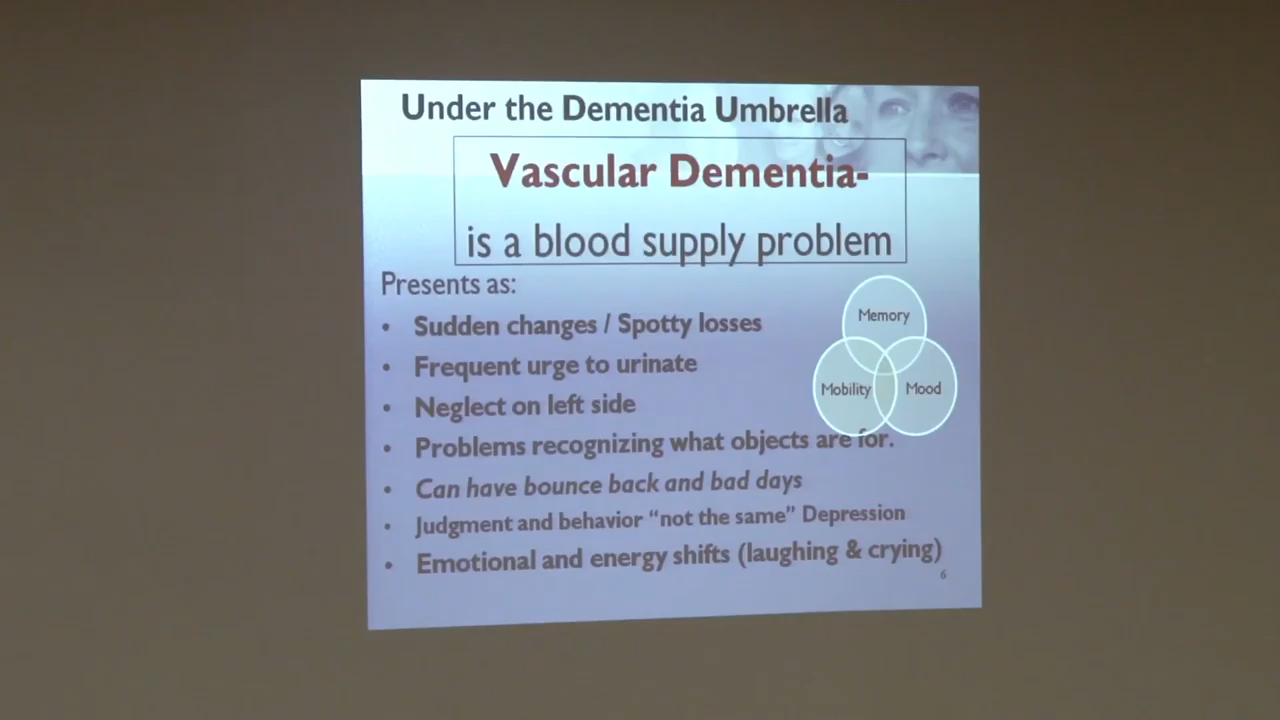 Under the Dementia Umbrella
Vascular Dementia-
is a blood supply problem
Presents as:
• Sudden changes / Spotty losses
• Frequent urge to urinate
• Neglect on left side
• Problems recognizing what objects are for.
• Can have bounce back and bad days
• Judgment and behavior “not the same” Depression
• Emotional and energy shifts (laughing & crying)
Memory
Mobility
Mood
6